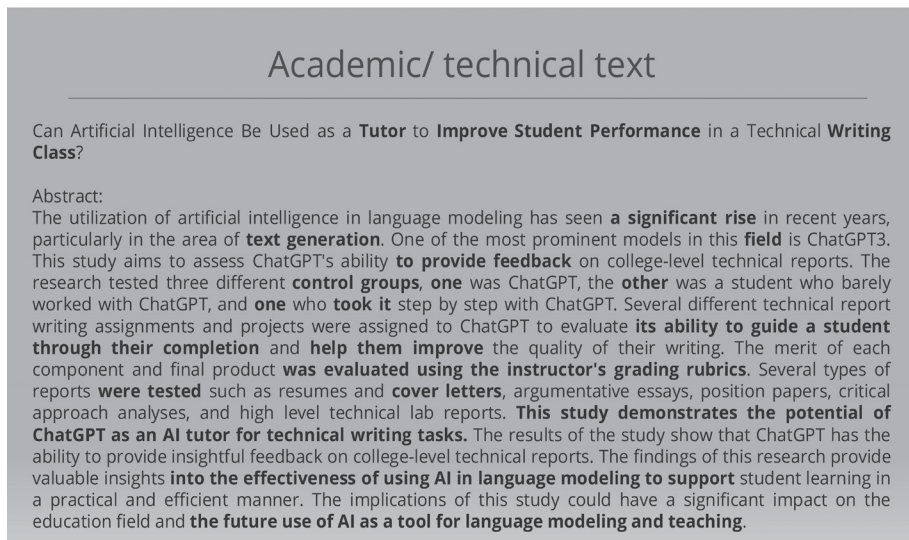 Academic/ technical text
Can Artificial Intelligence Be Used as a Tutor to Improve Student Performance in a Technical Writing
Class?
Abstract:
The utilization of artificial intelligence in language modeling has seen a significant rise in recent years,
particularly in the area of text generation. One of the most prominent models in this field is ChatGPT3.
This study aims to assess ChatGPT's ability to provide feedback on college-level technical reports. The
research tested three different control groups, one was ChatGPT, the other was a student who barely
worked with ChatGPT, and one who took it step by step with ChatGPT. Several different technical report
writing assignments and projects were assigned to ChatGPT to evaluate its ability to guide a student
through their completion and help them improve the quality of their writing. The merit of each
component and final product was evaluated using the instructor's grading rubrics. Several types of
reports were tested such as resumes and cover letters, argumentative essays, position papers, critical
approach analyses, and high level technical lab reports. This study demonstrates the potential of
ChatGPT as an AI tutor for technical writing tasks. The results of the study show that ChatGPT has the
ability to provide insightful feedback on college-level technical reports. The findings of this research provide
valuable insights into the effectiveness of using AI in language modeling to support student learning in
a practical and efficient manner. The implications of this study could have a significant impact on the
education field and the future use of AI as a tool for language modeling and teaching.